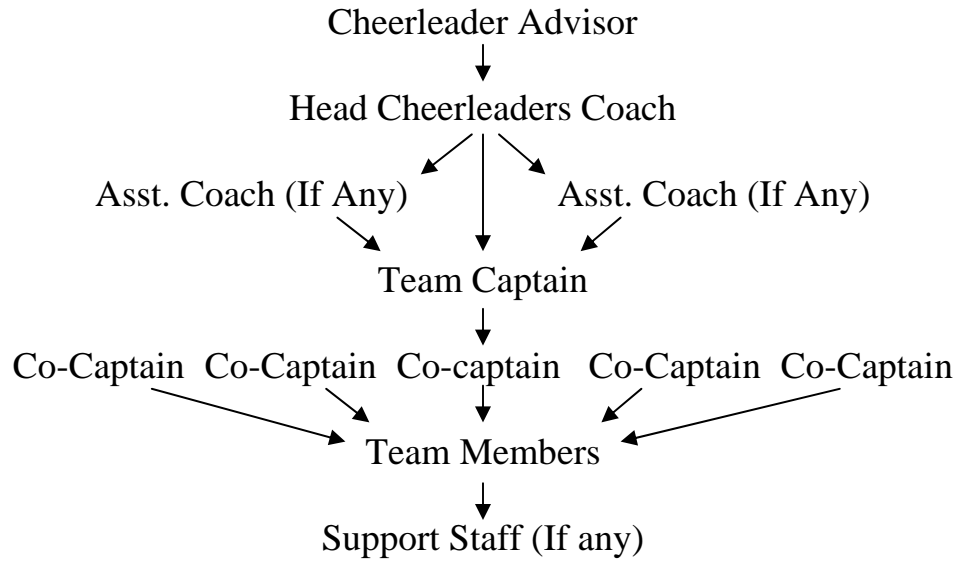 Cheerleader Advisor
Head Cheerleaders Coach
Asst. Coach (If Any) Asst. Coach (If Any)
Team Captain
Co-Captain Co-Captain Co-captain Co-Captain Co-Captain
Team Members
Support Staff (If any)